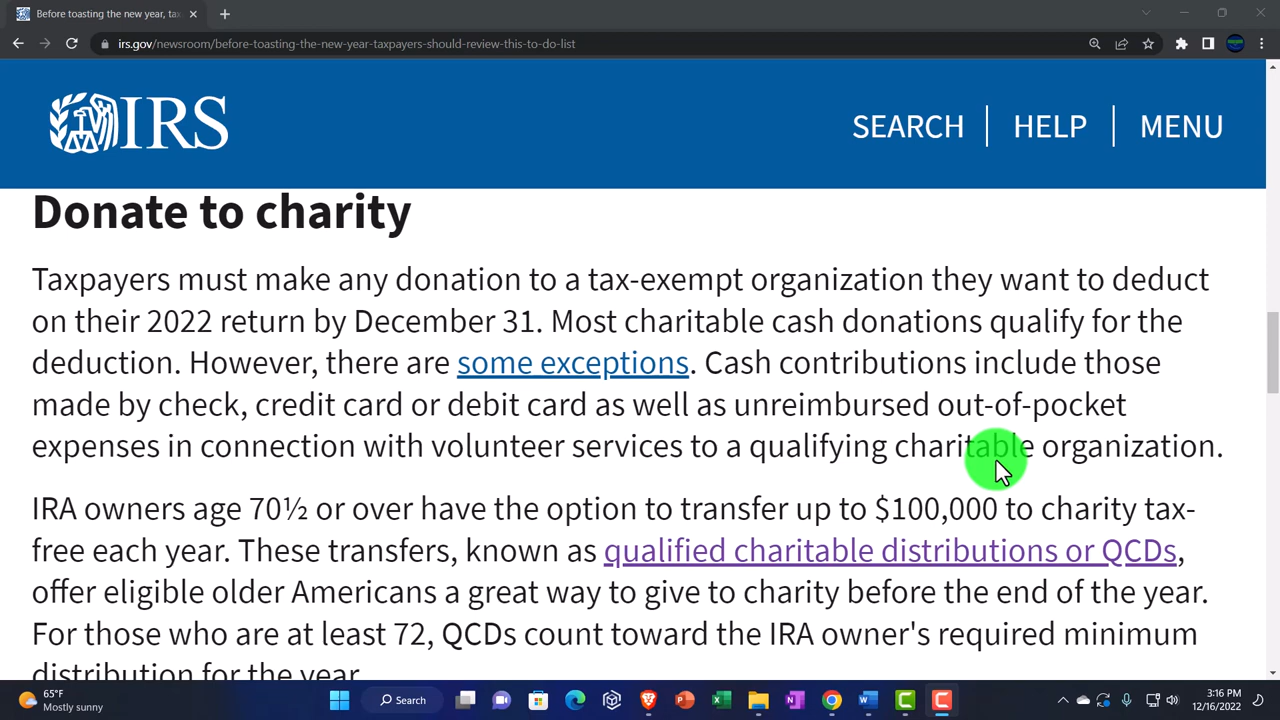 Before toasting the new year, tax
irs.gov/newsroom/before-toasting-the-new-year-taxpayers-should-review-this-to-do-list
IRS
SEARCH
HELP
MENU
Donate to charity
Taxpayers must make any donation to a tax-exempt organization they want to deduct
on their 2022 return by December 31. Most charitable cash donations qualify for the
deduction. However, there are some exceptions. Cash contributions include those
made by check, credit card or debit card as well as unreimbursed out-of-pocket
expenses in connection with volunteer services to a qualifying charitable organization.
IRA owners age 70½ or over have the option to transfer up to $100,000 to charity tax-
free each year. These transfers, known as qualified charitable distributions or QCDs,
offer eligible older Americans a great way to give to charity before the end of the year.
For those who are at least 72, QCDs count toward the IRA owner's required minimum
distribution for the year.
65°F
Mostly sunny
Search
3:16 PM
12/16/2022